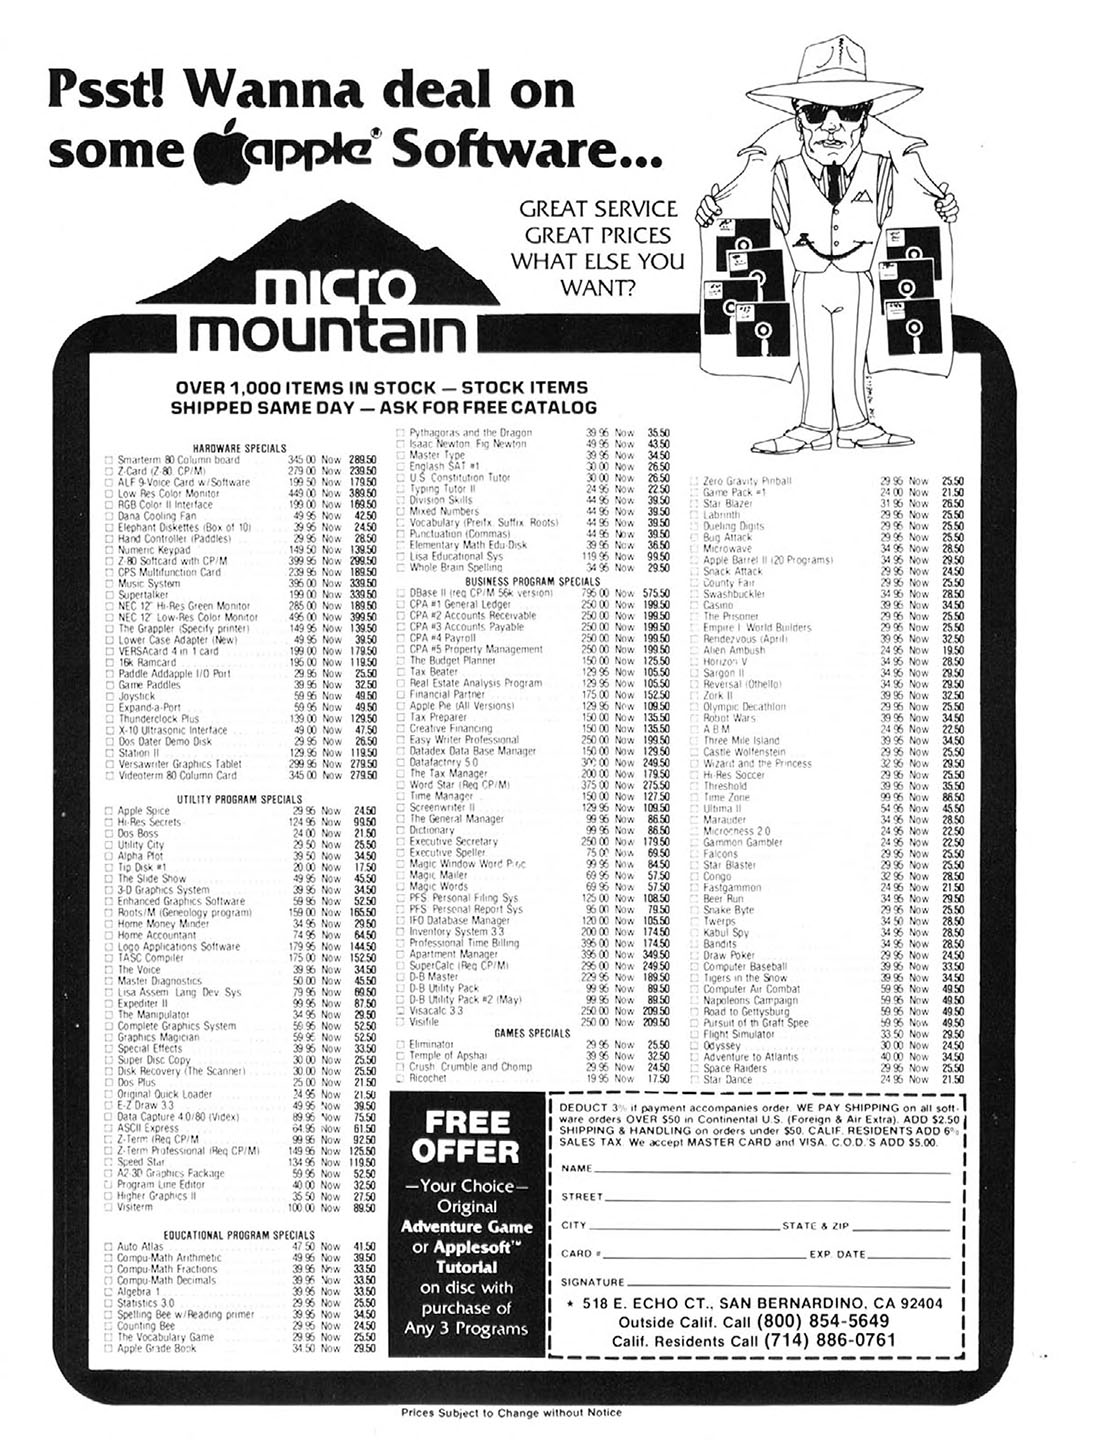 Psst! Wanna deal on
some apple® Software...
GREAT SERVICE
GREAT PRICES
WHAT ELSE YOU
WANT?
micro
mountain
OVER 1,000 ITEMS IN STOCK — STOCK ITEMS
SHIPPED SAME DAY — ASK FOR FREE CATALOG
HARDWARE SPECIALS
Smarterm 80 Column board 345 00 Now 289.50
Z-Card (Z-80 CP/M) 279 00 Now 239.50
ALF 9-Voice Card w/Software 199 50 Now 179.50
Low Res Color Monitor 449 00 Now 389.50
RGB Color II Interface 199 00 Now 169.50
Dana Cooling Fan 49 95 Now 42.50
Elephant Diskettes (Box of 10) 39 95 Now 24.50
Hand Controller (Paddles) 29 95 Now 28.50
Numeric Keypad 149 50 Now 139.50
Z-80 Softcard with CP/M 399 95 Now 299.50
CPS Multifunction Card 239 95 Now 189.50
Music System 395 00 Now 339.50
Supertalker 199 00 Now 339.50
NEC 12" Hi-Res Green Monitor 285 00 Now 189.50
NEC 12" Low-Res Color Monitor 495 00 Now 399.50
The Grappler (Specify printer) 149 95 Now 139.50
Lower Case Adapter (New) 49 95 Now 39.50
VERSAcard 4 in 1 card 199 00 Now 179.50
16k Ramcard 195 00 Now 119.50
Paddle Addapple I/O Port 29 95 Now 25.50
Game Paddles 39 95 Now 32.50
Joystick 59 95 Now 49.50
Expand-a-Port 59 95 Now 49.50
Thunderclock Plus 139 00 Now 129.50
X-10 Ultrasonic Interface 49 00 Now 47.50
Dos Dater Demo Disk 29 95 Now 26.50
Station II 129 95 Now 119.50
Versawriter Graphics Tablet 299 95 Now 279.50
Videoterm 80 Column Card 345 00 Now 279.50
UTILITY PROGRAM SPECIALS
Apple Spice 29 95 Now 24.50
Hi-Res Secrets 124 95 Now 99.50
Dos Boss 24 00 Now 21.50
Utility City 29 50 Now 25.50
Alpha Plot 39 50 Now 34.50
Tip Disk #1 20 00 Now 17.50
The Slide Show 49 95 Now 45.50
3-D Graphics System 39 95 Now 34.50
Enhanced Graphics Software 59 95 Now 52.50
Roots/M (Geneology program) 159 00 Now 165.50
Home Money Minder 34 95 Now 29.50
Home Accountant 74 95 Now 64.50
Logo Applications Software 179 95 Now 144.50
TASC Compiler 175 00 Now 152.50
The Voice 39 95 Now 34.50
Master Diagnostics 50 00 Now 45.50
Lisa Assem Lang Dev Sys 79 95 Now 69.50
Expediter II 99 95 Now 87.50
The Manipulator 34 95 Now 29.50
Complete Graphics System 59 95 Now 52.50
Graphics Magician 59 95 Now 52.50
Special Effects 39 95 Now 33.50
Super Disc Copy 30 00 Now 25.50
Disk Recovery (The Scanner) 30 00 Now 25.50
Dos Plus 25 00 Now 21.50
Original Quick Loader 24 95 Now 21.50
E-Z Draw 3.3 49 95 Now 39.50
Data Capture 4.0/80 (Videx) 89 95 Now 75.50
ASCII Express 64 95 Now 61.50
Z-Term (Req CP/M 99 95 Now 92.50
Z-Term Professional (Req CP/M) 149 95 Now 125.50
Speed Star 134 95 Now 119.50
A2-3D Graphics Package 59 95 Now 52.50
Program Line Editor 40 00 Now 32.50
Higher Graphics II 35 50 Now 27.50
Visiterm 100 00 Now 89.50
EDUCATIONAL PROGRAM SPECIALS
Auto Atlas 47 50 Now 41.50
Compu-Math Arithmetic 49 95 Now 39.50
Compu-Math Fractions 39 95 Now 33.50
Compu-Math Decimals 39 95 Now 33.50
Algebra 1 39 95 Now 33.50
Statistics 3.0 29 95 Now 25.50
Spelling Bee w/Reading primer 39 95 Now 34.50
Counting Bee 29 95 Now 24.50
The Vocabulary Game 29 95 Now 25.50
Apple Grade Book 34 50 Now 29.50
Pythagoras and the Dragon 39 95 Now 35.50
Isaac Newton Fig Newton 49 95 Now 43.50
Master Type 39 95 Now 34.50
Englash SAT #1 30 00 Now 26.50
U.S. Constitution Tutor 30 00 Now 26.50
Typing Tutor II 24 95 Now 22.50
Division Skills 44 95 Now 39.50
Mixed Numbers 44 95 Now 39.50
Vocabulary (Preifx Suffix Roots) 44 95 Now 39.50
Punctuation (Commas) 44 95 Now 39.50
Elementary Math Edu-Disk 39 95 Now 36.50
Lisa Educational Sys 119 95 Now 99.50
Whole Brain Spelling 34 95 Now 29.50
BUSINESS PROGRAM SPECIALS
DBase II (req CP/M 56k version) 795 00 Now 575.50
CPA #1 General Ledger 250 00 Now 199.50
CPA #2 Accounts Receivable 250 00 Now 199.50
CPA #3 Accounts Payable 250 00 Now 199.50
CPA #4 Payroll 250 00 Now 199.50
CPA #5 Property Management 250 00 Now 199.50
The Budget Planner 150 00 Now 125.50
Tax Beater 129 95 Now 105.50
Real Estate Analysis Program 129 95 Now 105.50
Financial Partner 175 00 Now 152.50
Apple Pie (All Versions) 129 95 Now 109.50
Tax Preparer 150 00 Now 135.50
Creative Financing 150 00 Now 135.50
Easy Writer Professional 250 00 Now 199.50
Datadex Data Base Manager 150 00 Now 129.50
Datafactory 5.0 300 00 Now 249.50
The Tax Manager 200 00 Now 179.50
Word Star (Req CP/M) 375 00 Now 275.50
Time Manager 150 00 Now 127.50
Screenwriter II 129 95 Now 109.50
The General Manager 99 95 Now 86.50
Dictionary 99 95 Now 86.50
Executive Secretary 250 00 Now 179.50
Executive Speller 75 00 Now 69.50
Magic Window Word Proc 99 95 Now 84.50
Magic Mailer 69 95 Now 57.50
Magic Words 69 95 Now 57.50
PFS Personal Filing Sys 125 00 Now 108.50
PFS Personal Report Sys 95 00 Now 79.50
IFO Database Manager 120 00 Now 105.50
Inventory System 3.3 200 00 Now 174.50
Professional Time Billing 395 00 Now 174.50
Apartment Manager 395 00 Now 349.50
SuperCalc (Req CP/M) 295 00 Now 249.50
D-B Master 229 95 Now 189.50
D-B Utility Pack 99 95 Now 89.50
D-B Utility Pack #2 (May) 99 95 Now 89.50
Visacalc 3.3 250 00 Now 209.50
Visifile 250 00 Now 209.50
GAMES SPECIALS
Eliminator 29 95 Now 25.50
Temple of Apshai 39 95 Now 32.50
Crush Crumble and Chomp 29 95 Now 24.50
Ricochet 19 95 Now 17.50
Zero Gravity Pinball 29 95 Now 25.50
Game Pack #1 24 00 Now 21.50
Star Blazer 31 95 Now 26.50
Labrinth 29 95 Now 25.50
Dueling Digits 29 95 Now 25.50
Bug Attack 29 95 Now 25.50
Microwave 34 95 Now 28.50
Apple Barrel II (20 Programs) 34 95 Now 29.50
Snack Attack 29 95 Now 24.50
County Fair 29 95 Now 25.50
Swashbuckler 34 95 Now 28.50
Casino 39 95 Now 34.50
The Prisoner 29 95 Now 25.50
Empire I World Builders 29 95 Now 25.50
Rendezvous (April) 39 95 Now 32.50
Alien Ambush 24 95 Now 19.50
Horizon V 34 95 Now 28.50
Sargon II 34 95 Now 29.50
Reversal (Othello) 34 95 Now 29.50
Zork II 39 95 Now 32.50
Olympic Decathlon 29 95 Now 25.50
Robot Wars 39 95 Now 34.50
A B M 24 95 Now 22.50
Three Mile Island 39 95 Now 34.50
Castle Wolfenstein 29 95 Now 25.50
Wizard and the Princess 32 95 Now 29.50
Hi-Res Soccer 29 95 Now 25.50
Threshold 39 95 Now 35.50
Time Zone 99 95 Now 86.50
Ultima II 54 95 Now 45.50
Marauder 34 95 Now 28.50
Microchess 2.0 24 95 Now 22.50
Gammon Gambler 24 95 Now 22.50
Falcons 29 95 Now 25.50
Star Blaster 29 95 Now 25.50
Congo 32 95 Now 28.50
Fastgammon 24 95 Now 21.50
Beer Run 34 95 Now 29.50
Snake Byte 29 95 Now 25.50
Twerps 34 50 Now 28.50
Kabul Spy 34 95 Now 28.50
Bandits 34 95 Now 28.50
Draw Poker 29 95 Now 24.50
Computer Baseball 39 95 Now 33.50
Tigers in the Snow 39 95 Now 34.50
Computer Air Combat 59 95 Now 49.50
Napoleons Campaign 59 95 Now 49.50
Road to Gettysburg 59 95 Now 49.50
Pursuit of th Graft Spee 59 95 Now 49.50
Flight Simulator 33 50 Now 29.50
Odyssey 30 00 Now 24.50
Adventure to Atlantis 40 00 Now 34.50
Space Raiders 29 95 Now 25.50
Star Dance 24 95 Now 21.50
FREE
OFFER
—Your Choice—
Original
Adventure Game
or Applesoft™
Tutorial
on disc with
purchase of
Any 3 Programs
DEDUCT 3% if payment accompanies order. WE PAY SHIPPING on all soft-
ware orders OVER $50 in Continental U.S. (Foreign & Air Extra). ADD $2.50
SHIPPING & HANDLING on orders under $50. CALIF. RESIDENTS ADD 6%
SALES TAX. We accept MASTER CARD and VISA. C.O.D.'S ADD $5.00.
NAME
STREET
CITY STATE & ZIP
CARD # EXP. DATE
SIGNATURE
* 518 E. ECHO CT., SAN BERNARDINO, CA 92404
Outside Calif. Call (800) 854-5649
Calif. Residents Call (714) 886-0761
Prices Subject to Change without Notice